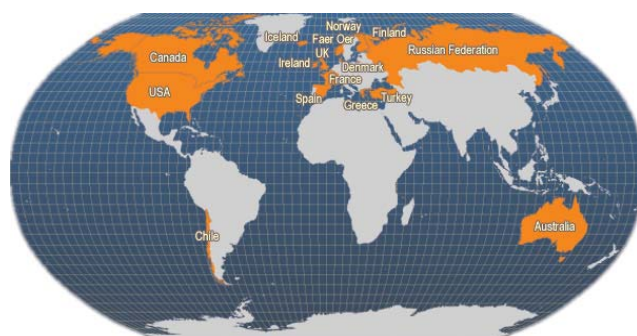 Norway
Finland
Iceland
Faer Oer
Russian Federation
Canada
UK
Ireland
Denmark
France
USA
Spain
Turkey
Greece
Chile
Australia